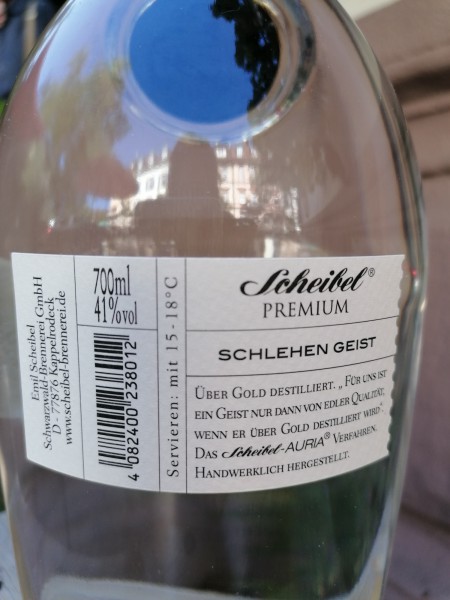 Emil Scheibel
Schwarzwald-Brennerei GmbH
D - 77876 Kappelrodeck
www.scheibel-brennerei.de
700ml
41%vol
4 082400 238012
Servieren: mit 15-18°C
Scheibel®
PREMIUM
SCHLEHEN GEIST
ÜBER GOLD DESTILLIERT. „FÜR UNS IST
EIN GEIST NUR DANN VON EDLER QUALITÄT,
WENN ER ÜBER GOLD DESTILLIERT WIRD“.
DAS Scheibel-AURIA® VERFAHREN.
HANDWERKLICH HERGESTELLT.